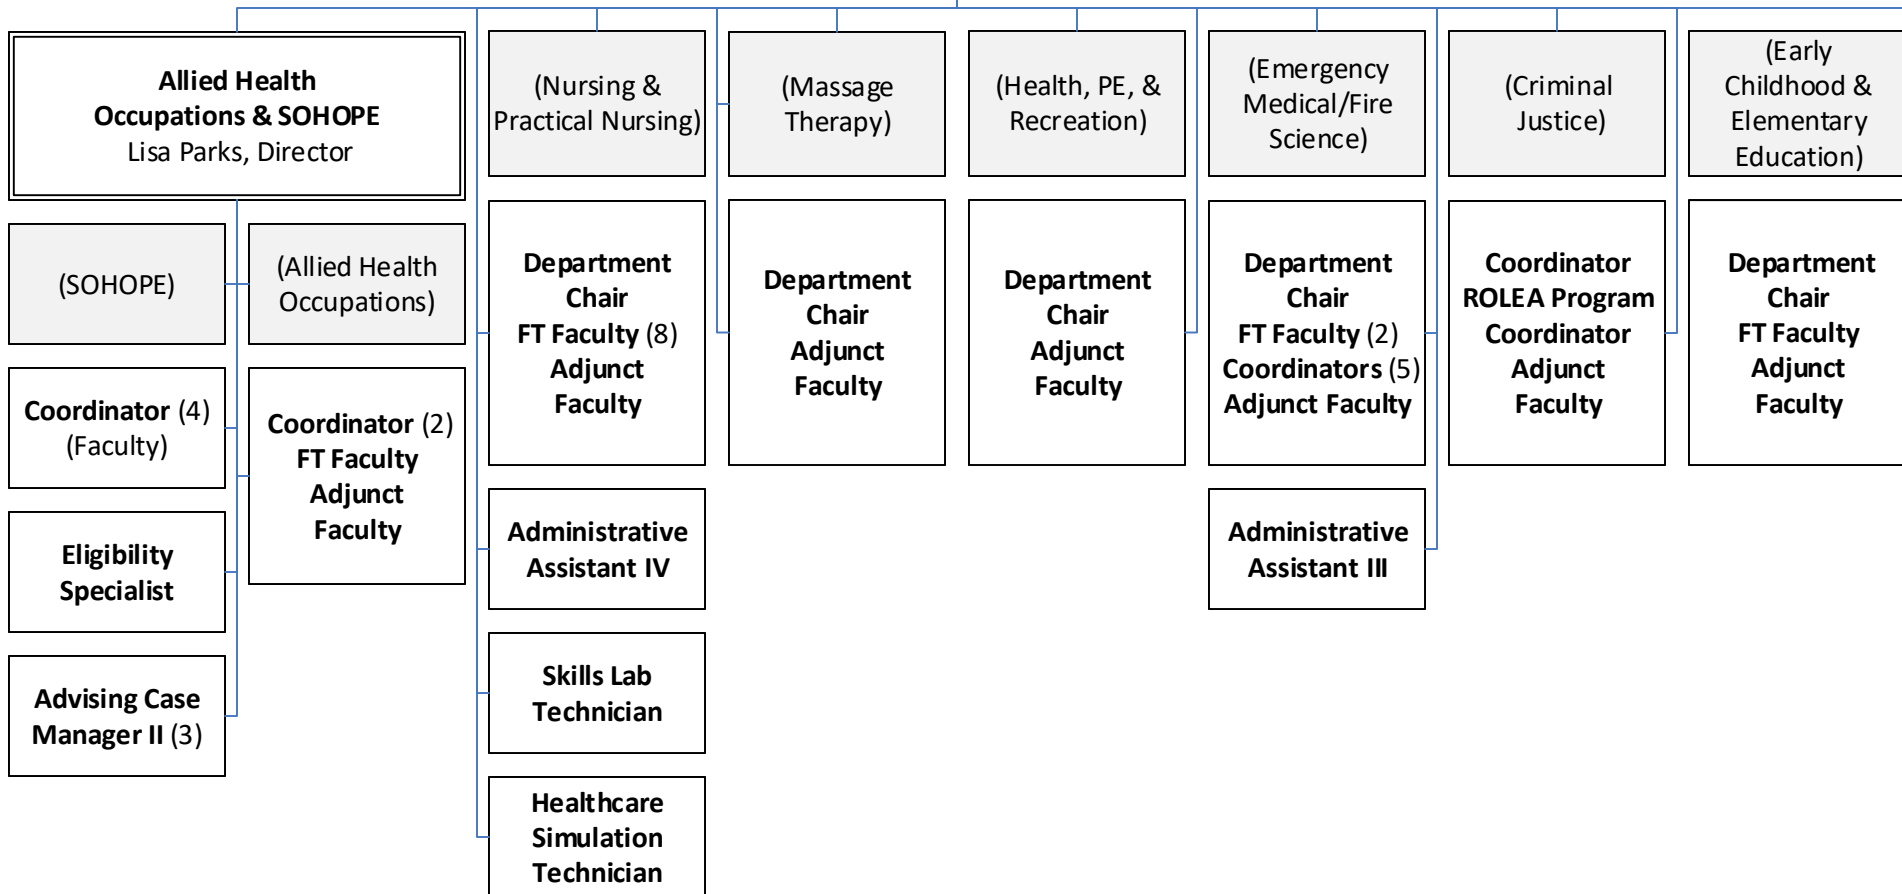 Allied Health
Occupations & SOHOPE
Lisa Parks, Director
(SOHOPE)
Coordinator (4)
(Faculty)
Eligibility
Specialist
Advising Case
Manager II (3)
(Allied Health
Occupations)
Coordinator (2)
FT Faculty
Adjunct
Faculty
(Nursing &
Practical Nursing)
Department
Chair
FT Faculty (8)
Adjunct
Faculty
Administrative
Assistant IV
Skills Lab
Technician
Healthcare
Simulation
Technician
(Massage
Therapy)
Department
Chair
Adjunct
Faculty
(Health, PE, &
Recreation)
Department
Chair
Adjunct
Faculty
(Emergency
Medical/Fire
Science)
Department
Chair
FT Faculty (2)
Coordinators (5)
Adjunct Faculty
Administrative
Assistant III
(Criminal
Justice)
Coordinator
ROLEA Program
Coordinator
Adjunct
Faculty
(Early
Childhood &
Elementary
Education)
Department
Chair
FT Faculty
Adjunct
Faculty